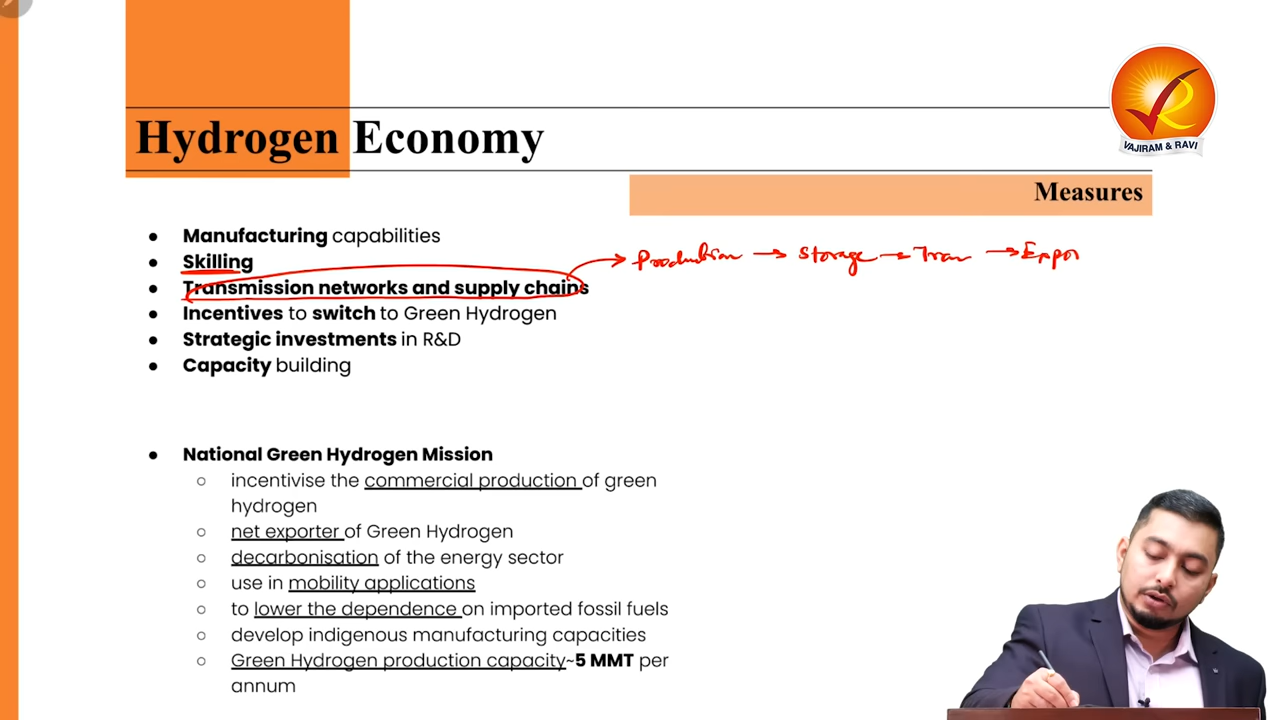 VAJIRAM & RAVI
Hydrogen Economy
Measures
● Manufacturing capabilities
● Skilling
● Transmission networks and supply chains
● Incentives to switch to Green Hydrogen
● Strategic investments in R&D
● Capacity building
Production → Storage → Tran → Expor
● National Green Hydrogen Mission
○ incentivise the commercial production of green
hydrogen
○ net exporter of Green Hydrogen
○ decarbonisation of the energy sector
○ use in mobility applications
○ to lower the dependence on imported fossil fuels
○ develop indigenous manufacturing capacities
○ Green Hydrogen production capacity~5 MMT per
annum